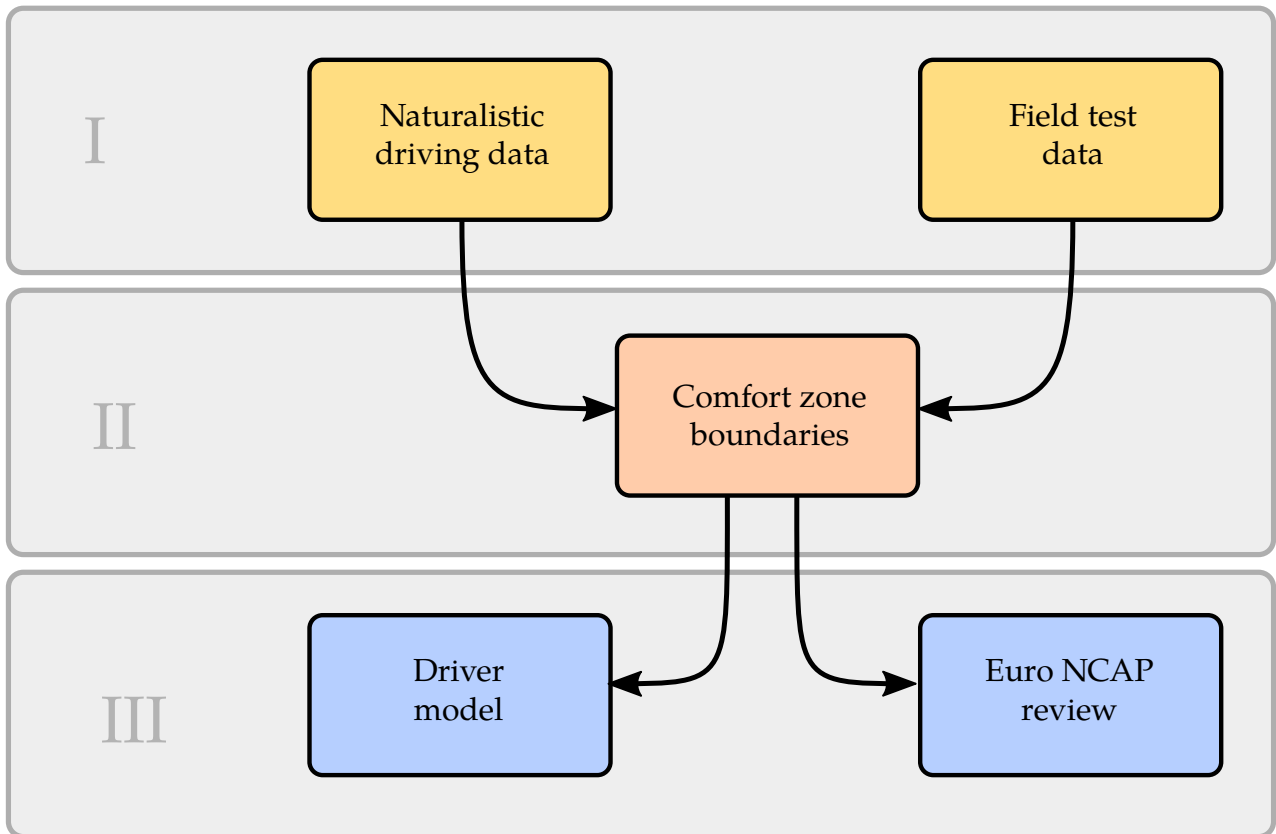 I
Naturalistic
driving data
Field test
data
II
Comfort zone
boundaries
III
Driver
model
Euro NCAP
review